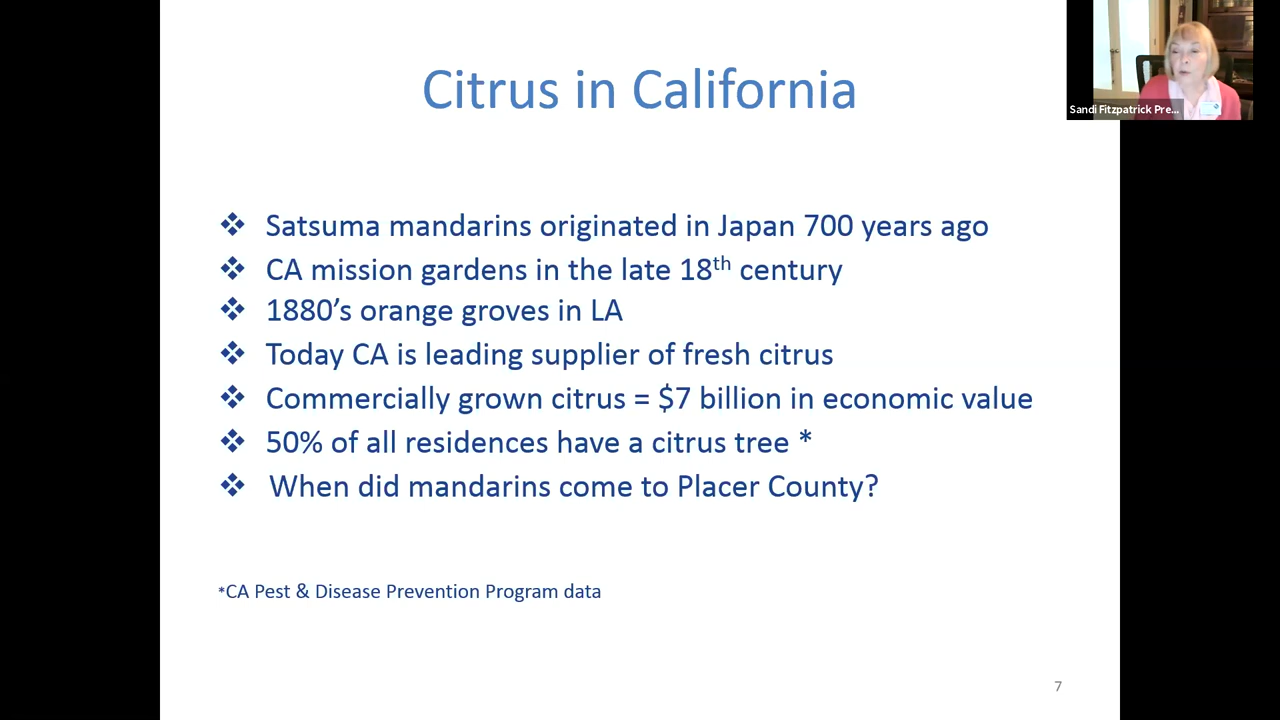 Citrus in California
Sandi Fitzpatrick Pre...
❖ Satsuma mandarins originated in Japan 700 years ago
❖ CA mission gardens in the late 18th century
❖ 1880’s orange groves in LA
❖ Today CA is leading supplier of fresh citrus
❖ Commercially grown citrus = $7 billion in economic value
❖ 50% of all residences have a citrus tree *
❖ When did mandarins come to Placer County?
*CA Pest & Disease Prevention Program data
7